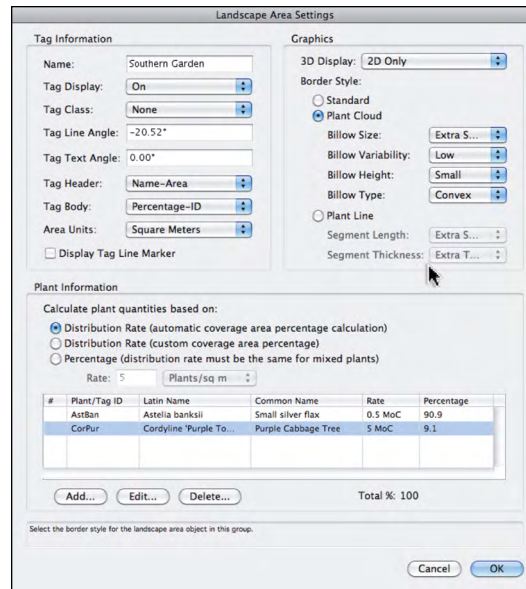 Landscape Area Settings
Tag Information
Name: Southern Garden
Tag Display: On
Tag Class: None
Tag Line Angle: -20.52°
Tag Text Angle: 0.00°
Tag Header: Name-Area
Tag Body: Percentage-ID
Area Units: Square Meters
Display Tag Line Marker
Graphics
3D Display: 2D Only
Border Style:
Standard
Plant Cloud
Billow Size: Extra S...
Billow Variability: Low
Billow Height: Small
Billow Type: Convex
Plant Line
Segment Length: Extra S...
Segment Thickness: Extra T...
Plant Information
Calculate plant quantities based on:
Distribution Rate (automatic coverage area percentage calculation)
Distribution Rate (custom coverage area percentage)
Percentage (distribution rate must be the same for mixed plants)
Rate: 5 Plants/sq m
# Plant/Tag ID Latin Name Common Name Rate Percentage
AstBan Astelia banksii Small silver flax 0.5 MoC 90.9
CorPur Cordyline 'Purple To... Purple Cabbage Tree 5 MoC 9.1
Add... Edit... Delete... Total %: 100
Select the border style for the landscape area object in this group.
Cancel OK